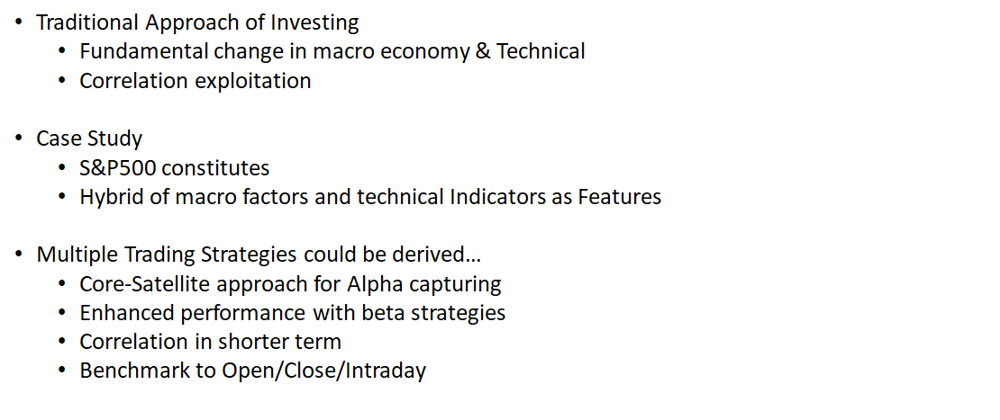 • Traditional Approach of Investing
• Fundamental change in macro economy & Technical
• Correlation exploitation
• Case Study
• S&P500 constitutes
• Hybrid of macro factors and technical Indicators as Features
• Multiple Trading Strategies could be derived…
• Core-Satellite approach for Alpha capturing
• Enhanced performance with beta strategies
• Correlation in shorter term
• Benchmark to Open/Close/Intraday